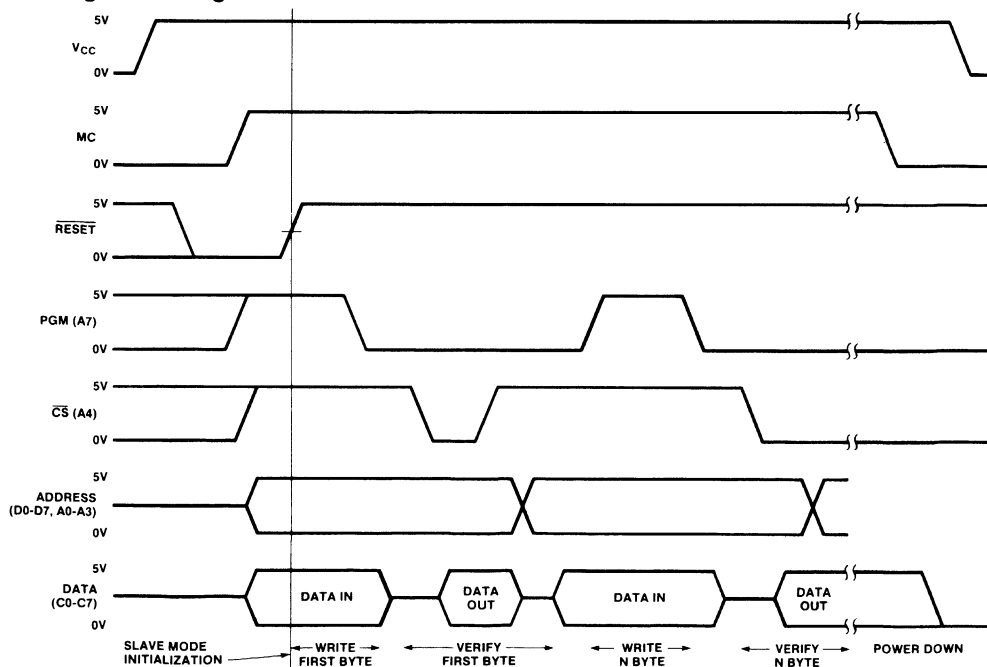 5V
VCC
0V
5V
MC
0V
5V
RESET
0V
5V
PGM (A7)
0V
5V
CS (A4)
0V
5V
ADDRESS
(D0-D7, A0-A3)
0V
5V
DATA
(C0-C7)
0V
DATA IN
DATA
OUT
DATA IN
DATA
OUT
SLAVE MODE
INITIALIZATION
WRITE
FIRST BYTE
VERIFY
FIRST BYTE
WRITE
N BYTE
VERIFY
N BYTE
POWER DOWN